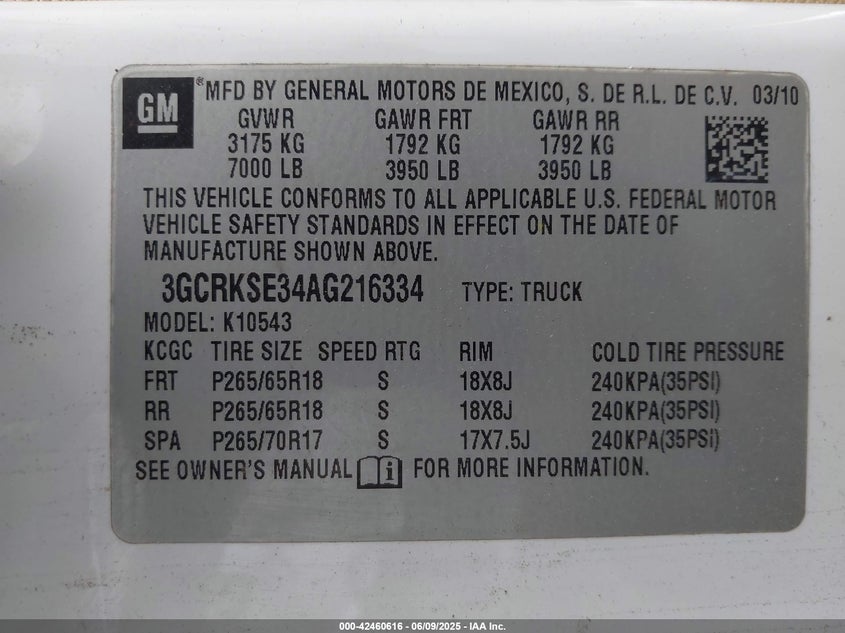 GM ® MFD BY GENERAL MOTORS DE MEXICO, S. DE R.L. DE C.V. 03/10
GVWR GAWR FRT GAWR RR
3175 KG 1792 KG 1792 KG
7000 LB 3950 LB 3950 LB
THIS VEHICLE CONFORMS TO ALL APPLICABLE U.S. FEDERAL MOTOR
VEHICLE SAFETY STANDARDS IN EFFECT ON THE DATE OF
MANUFACTURE SHOWN ABOVE.
3GCRKSE34AG216334 TYPE: TRUCK
MODEL: K10543
KCGC TIRE SIZE SPEED RTG RIM COLD TIRE PRESSURE
FRT P265/65R18 S 18X8J 240KPA(35PSI)
RR P265/65R18 S 18X8J 240KPA(35PSI)
SPA P265/70R17 S 17X7.5J 240KPA(35PSI)
SEE OWNER'S MANUAL i FOR MORE INFORMATION.
000-42460616 - 06/09/2025 - IAA Inc.